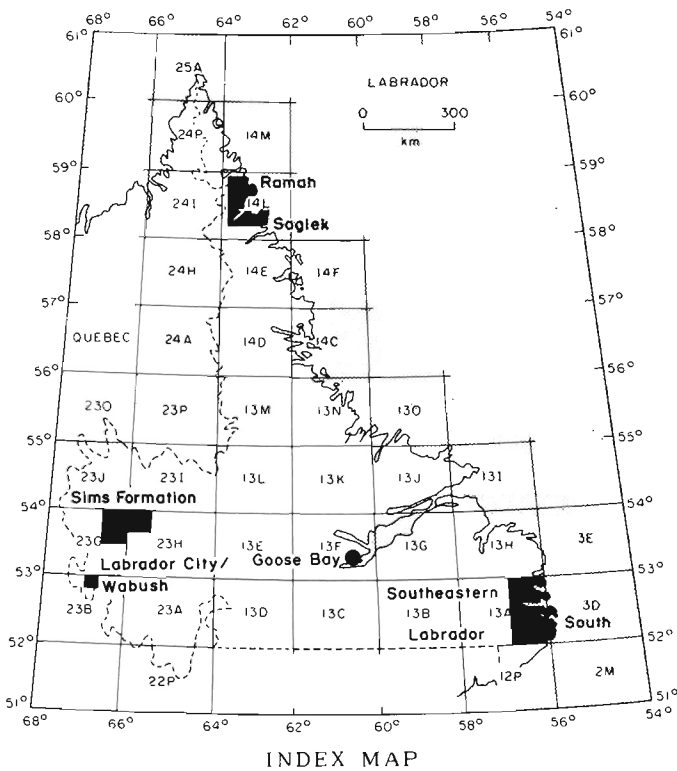 68° 66° 64° 62° 60° 58° 56° 54°
61° 61°
25A
LABRADOR
60° 60°
0 300
km
24P 14M
59° 59°
Ramah
24I 14L
Saglek
58° 58°
24H 14E 14F
57° 57°
QUEBEC 24A 14D 14C
56° 56°
23O 23P 13M 13N 13O
55° 55°
23J 23I 13L 13K 13J 13I
54° 54°
Sims Formation
23G 23H 13E 13F 13G 13H 3E
Labrador City/ Goose Bay
53° 53°
Wabush Southeastern
23B 23A 13D 13C 13B 13A 3D
South
Labrador
52° 52°
22P 12P 2M
51° 51°
68° 66° 64° 62° 60° 58° 56° 54°
INDEX MAP